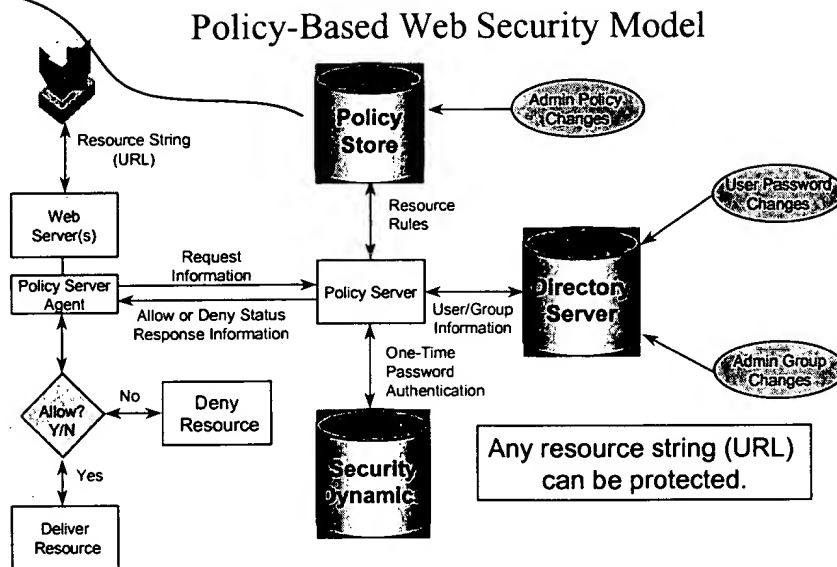 Policy-Based Web Security Model
Resource String
(URL)
Policy
Store
Admin Policy
Changes
Web
Server(s)
Resource
Rules
User Password
Changes
Request
Information
Policy Server
Agent
Allow or Deny Status
Response Information
Policy Server
User/Group
Information
Directory
Server
One-Time
Password
Authentication
Admin Group
Changes
Allow?
Y/N
No
Deny
Resource
Yes
Security
Dynamic
Any resource string (URL)
can be protected.
Deliver
Resource